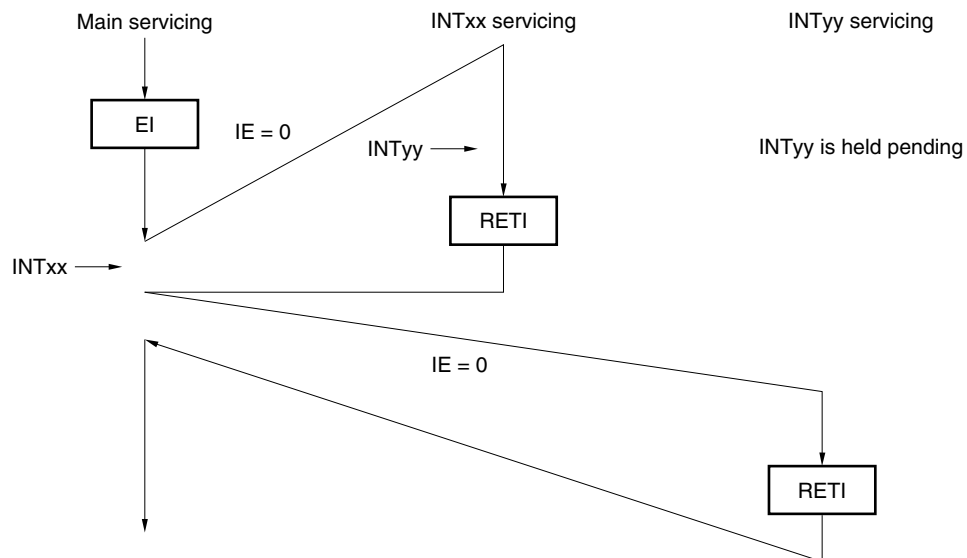 Main servicing
INTxx servicing
INTyy servicing
EI
IE = 0
INTyy
INTyy is held pending
RETI
INTxx
IE = 0
RETI